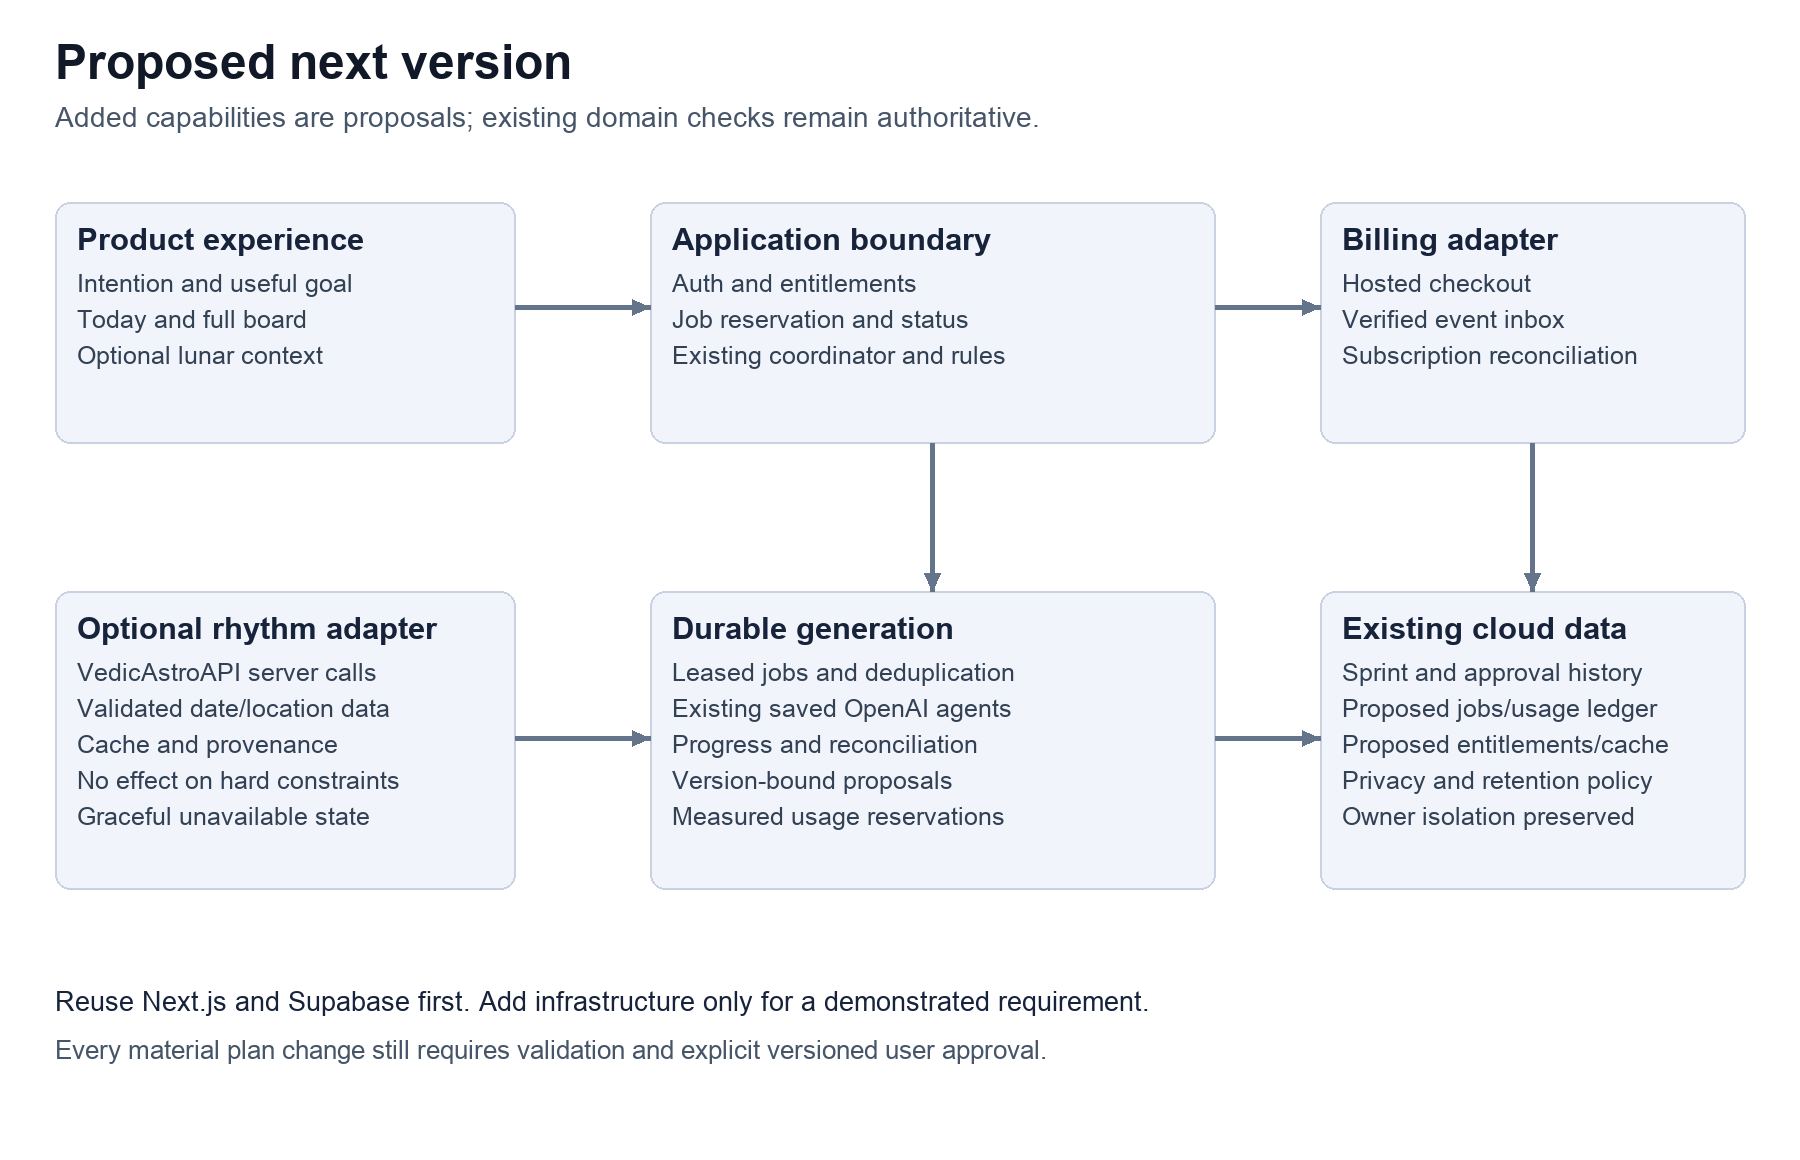 Proposed next version
Added capabilities are proposals; existing domain checks remain authoritative.
Product experience
Intention and useful goal
Today and full board
Optional lunar context
Application boundary
Auth and entitlements
Job reservation and status
Existing coordinator and rules
Billing adapter
Hosted checkout
Verified event inbox
Subscription reconciliation
Optional rhythm adapter
VedicAstroAPI server calls
Validated date/location data
Cache and provenance
No effect on hard constraints
Graceful unavailable state
Durable generation
Leased jobs and deduplication
Existing saved OpenAI agents
Progress and reconciliation
Version-bound proposals
Measured usage reservations
Existing cloud data
Sprint and approval history
Proposed jobs/usage ledger
Proposed entitlements/cache
Privacy and retention policy
Owner isolation preserved
Reuse Next.js and Supabase first. Add infrastructure only for a demonstrated requirement.
Every material plan change still requires validation and explicit versioned user approval.